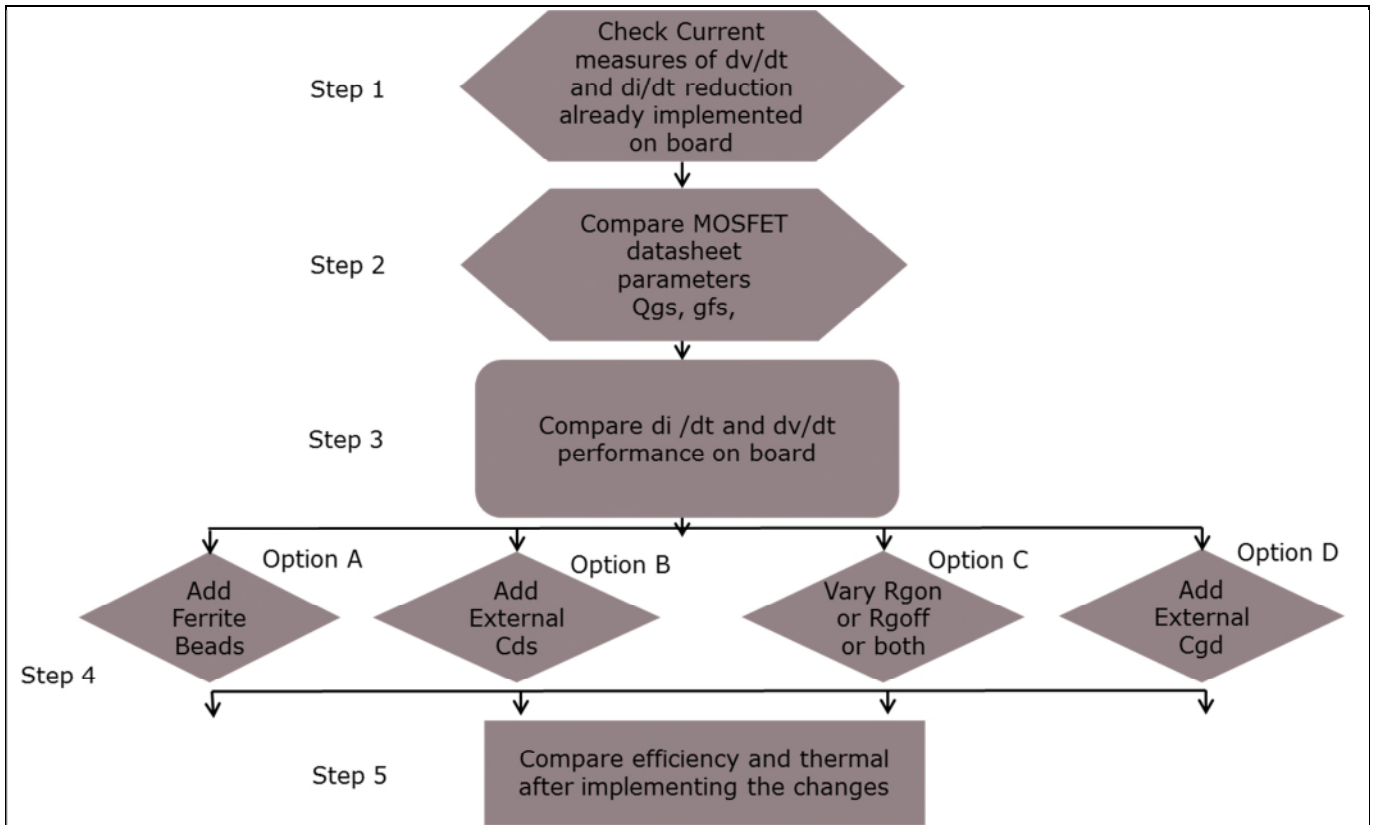 Step 1
Check Current
measures of dv/dt
and di/dt reduction
already implemented
on board
Step 2
Compare MOSFET
datasheet
parameters
Qgs, gfs,
Step 3
Compare di /dt and dv/dt
performance on board
Option A
Add
Ferrite
Beads
Option B
Add
External
Cds
Option C
Vary Rgon
or Rgoff
or both
Option D
Add
External
Cgd
Step 4
Step 5
Compare efficiency and thermal
after implementing the changes